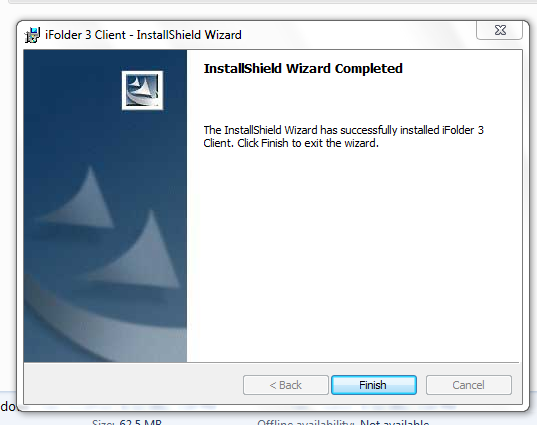 iFolder 3 Client - InstallShield Wizard
InstallShield Wizard Completed
The InstallShield Wizard has successfully installed iFolder 3
Client. Click Finish to exit the wizard.
< Back
Finish
Cancel
Size: 62.5 MB
Offline availability: Not available